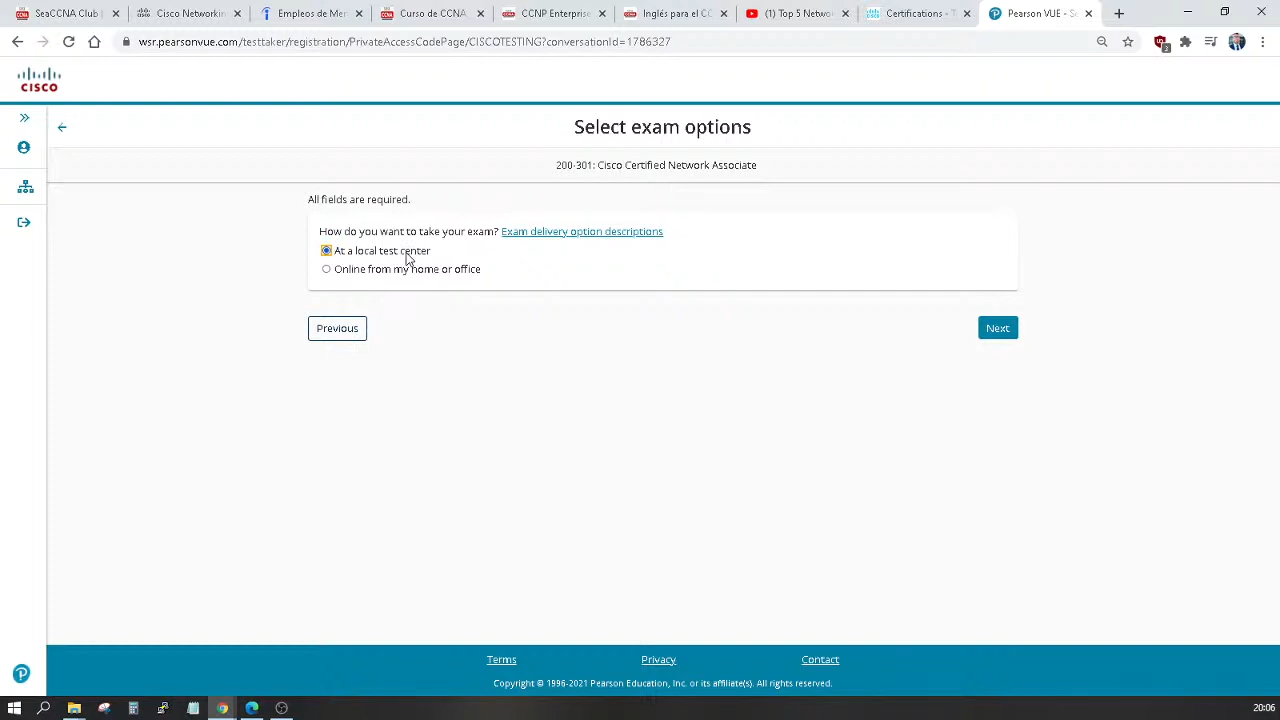 SeaCCNA Club |
Cisco Networkin
Empleos de Mer
Curso de CCNA
CCNP Enterprise
Inglés para el CC
(1) Top 5 Netwo
Certifications - T
Pearson VUE - Se
wsr.pearsonvue.com/testtaker/registration/PrivateAccessCodePage/CISCOTESTING?conversationId=1786327
2
CISCO
Select exam options
200-301: Cisco Certified Network Associate
All fields are required.
How do you want to take your exam? Exam delivery option descriptions
At a local test center
Online from my home or office
Previous
Next
Terms
Privacy
Contact
Copyright © 1996-2021 Pearson Education, Inc. or its affiliate(s). All rights reserved.
20:06